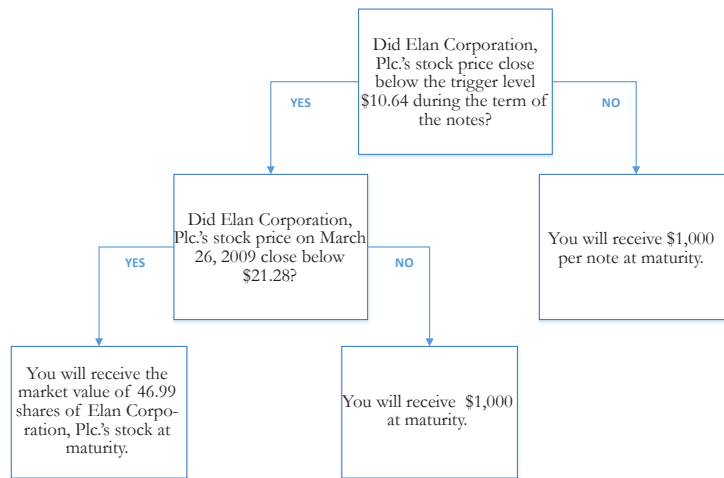 Did Elan Corporation,
Plc.'s stock price close
below the trigger level
$10.64 during the term of
the notes?
YES
NO
Did Elan Corporation,
Plc.'s stock price on March
26, 2009 close below
$21.28?
You will receive $1,000
per note at maturity.
YES
NO
You will receive the
market value of 46.99
shares of Elan Corpo-
ration, Plc.'s stock at
maturity.
You will receive $1,000
at maturity.